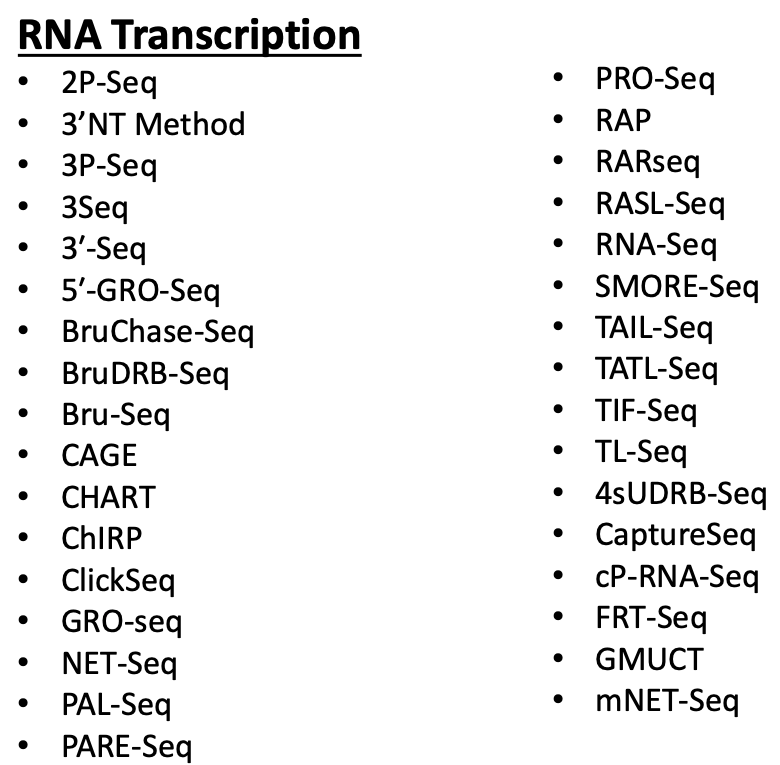 RNA Transcription
• 2P-Seq
• 3’NT Method
• 3P-Seq
• 3Seq
• 3′-Seq
• 5′-GRO-Seq
• BruChase-Seq
• BruDRB-Seq
• Bru-Seq
• CAGE
• CHART
• ChIRP
• ClickSeq
• GRO-seq
• NET-Seq
• PAL-Seq
• PARE-Seq
• PRO-Seq
• RAP
• RARseq
• RASL-Seq
• RNA-Seq
• SMORE-Seq
• TAIL-Seq
• TATL-Seq
• TIF-Seq
• TL-Seq
• 4sUDRB-Seq
• CaptureSeq
• cP-RNA-Seq
• FRT-Seq
• GMUCT
• mNET-Seq